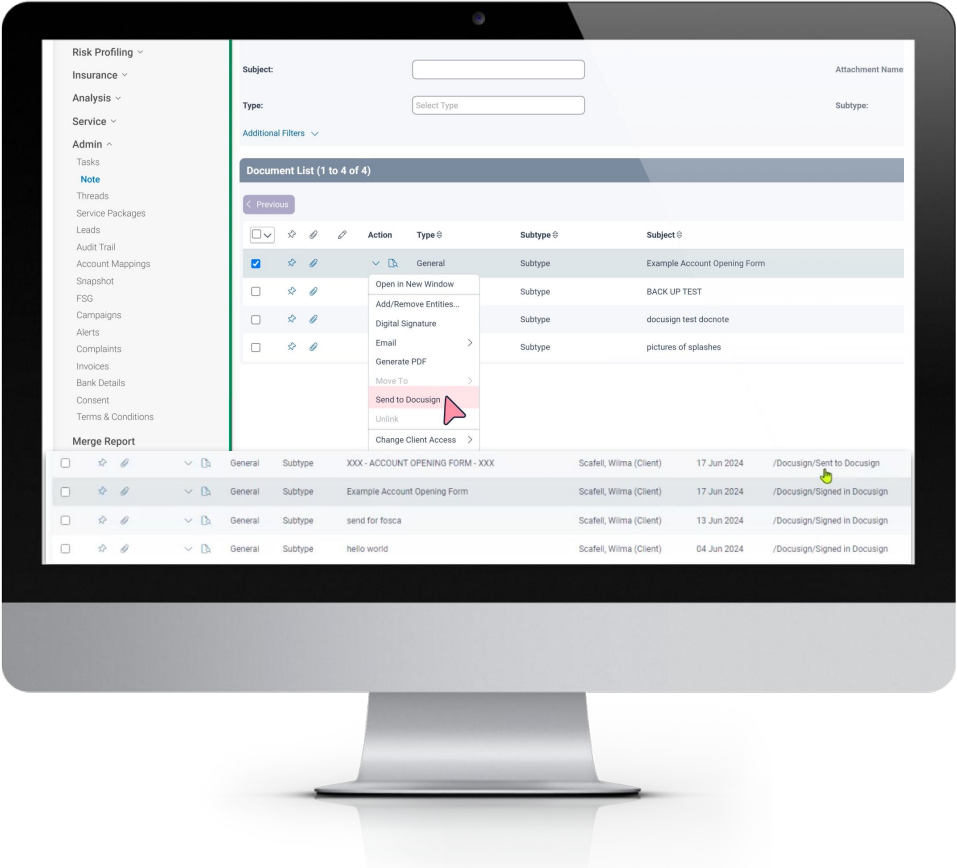 Risk Profiling
Insurance
Analysis
Service
Admin
Tasks
Note
Threads
Service Packages
Leads
Audit Trail
Account Mappings
Snapshot
FSG
Campaigns
Alerts
Complaints
Invoices
Bank Details
Consent
Terms & Conditions
Merge Report
Subject: Attachment Name
Type: Select Type Subtype:
Additional Filters
Document List (1 to 4 of 4)
Previous
Action Type Subtype Subject
General Subtype Example Account Opening Form
Subtype BACK UP TEST
Subtype docusign test docnote
Subtype pictures of splashes
Open in New Window
Add/Remove Entities...
Digital Signature
Email
Generate PDF
Move To
Send to Docusign
Unlink
Change Client Access
General Subtype XXX - ACCOUNT OPENING FORM - XXX Scafell, Wilma (Client) 17 Jun 2024 /Docusign/Sent to Docusign
General Subtype Example Account Opening Form Scafell, Wilma (Client) 17 Jun 2024 /Docusign/Signed in Docusign
General Subtype send for fosca Scafell, Wilma (Client) 13 Jun 2024 /Docusign/Signed in Docusign
General Subtype hello world Scafell, Wilma (Client) 04 Jun 2024 /Docusign/Signed in Docusign